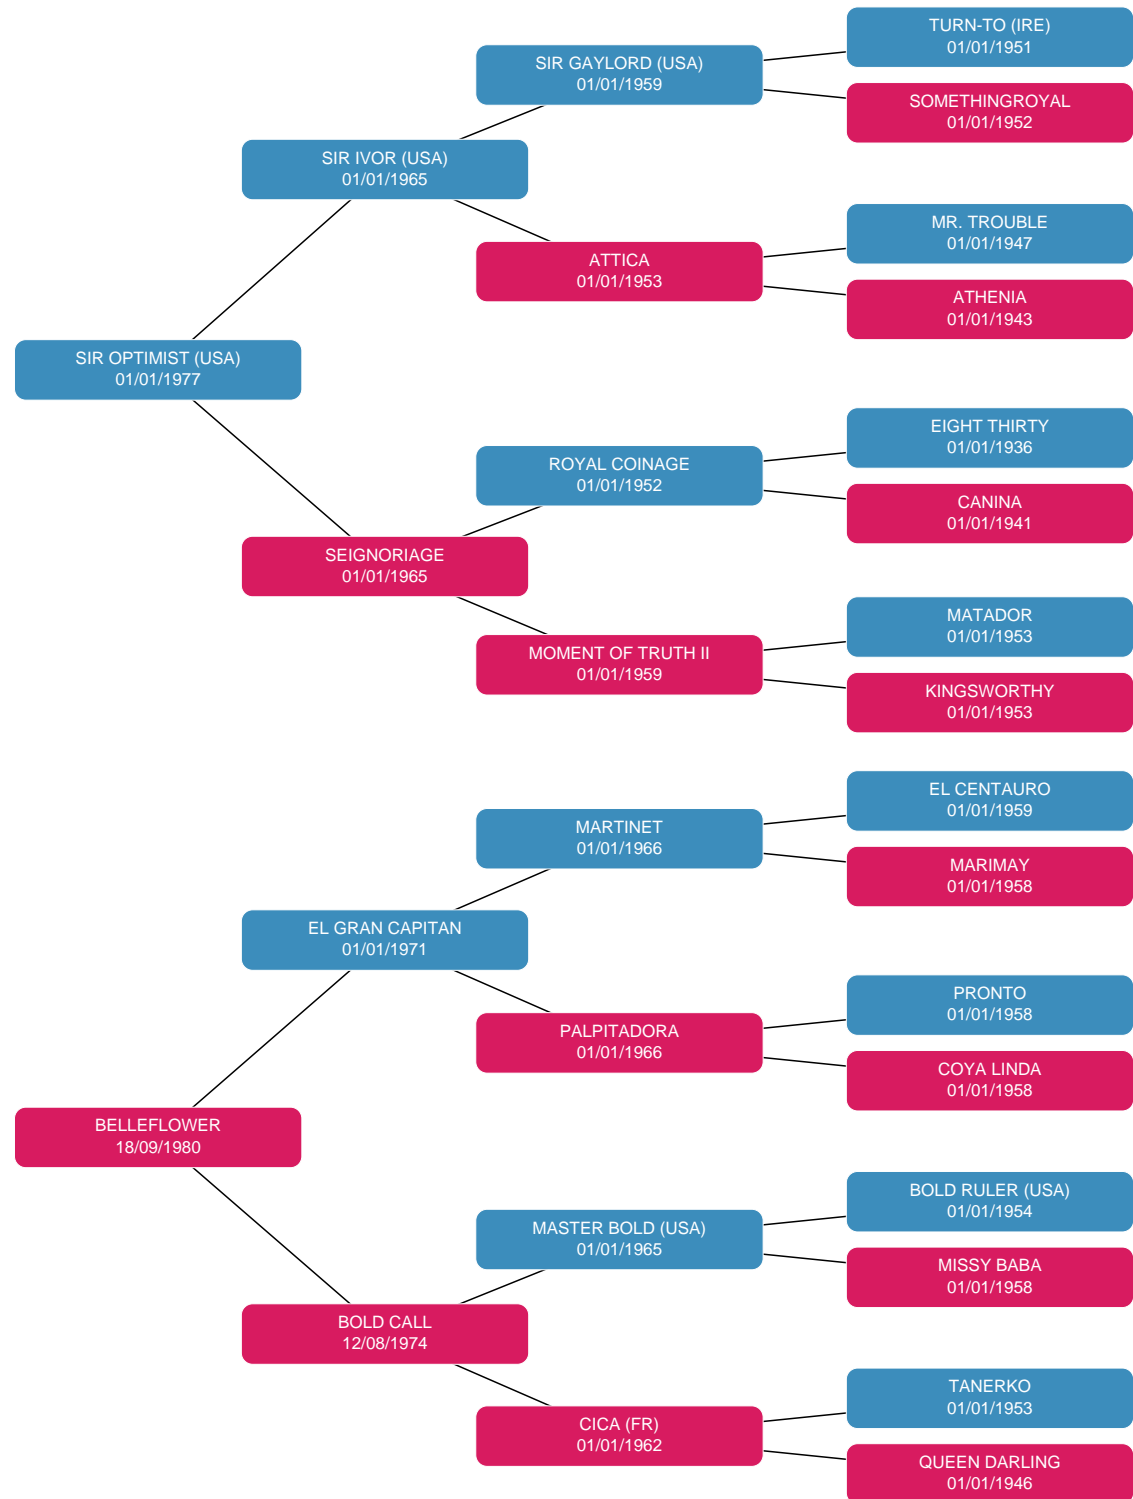 TURN-TO (IRE)
01/01/1951
SIR GAYLORD (USA)
01/01/1959
SOMETHINGROYAL
01/01/1952
SIR IVOR (USA)
01/01/1965
MR. TROUBLE
01/01/1947
ATTICA
01/01/1953
ATHENIA
01/01/1943
SIR OPTIMIST (USA)
01/01/1977
EIGHT THIRTY
01/01/1936
ROYAL COINAGE
01/01/1952
CANINA
01/01/1941
SEIGNORIAGE
01/01/1965
MATADOR
01/01/1953
MOMENT OF TRUTH II
01/01/1959
KINGSWORTHY
01/01/1953
EL CENTAURO
01/01/1959
MARTINET
01/01/1966
MARIMAY
01/01/1958
EL GRAN CAPITAN
01/01/1971
PRONTO
01/01/1958
PALPITADORA
01/01/1966
COYA LINDA
01/01/1958
BELLEFLOWER
18/09/1980
BOLD RULER (USA)
01/01/1954
MASTER BOLD (USA)
01/01/1965
MISSY BABA
01/01/1958
BOLD CALL
12/08/1974
TANERKO
01/01/1953
CICA (FR)
01/01/1962
QUEEN DARLING
01/01/1946